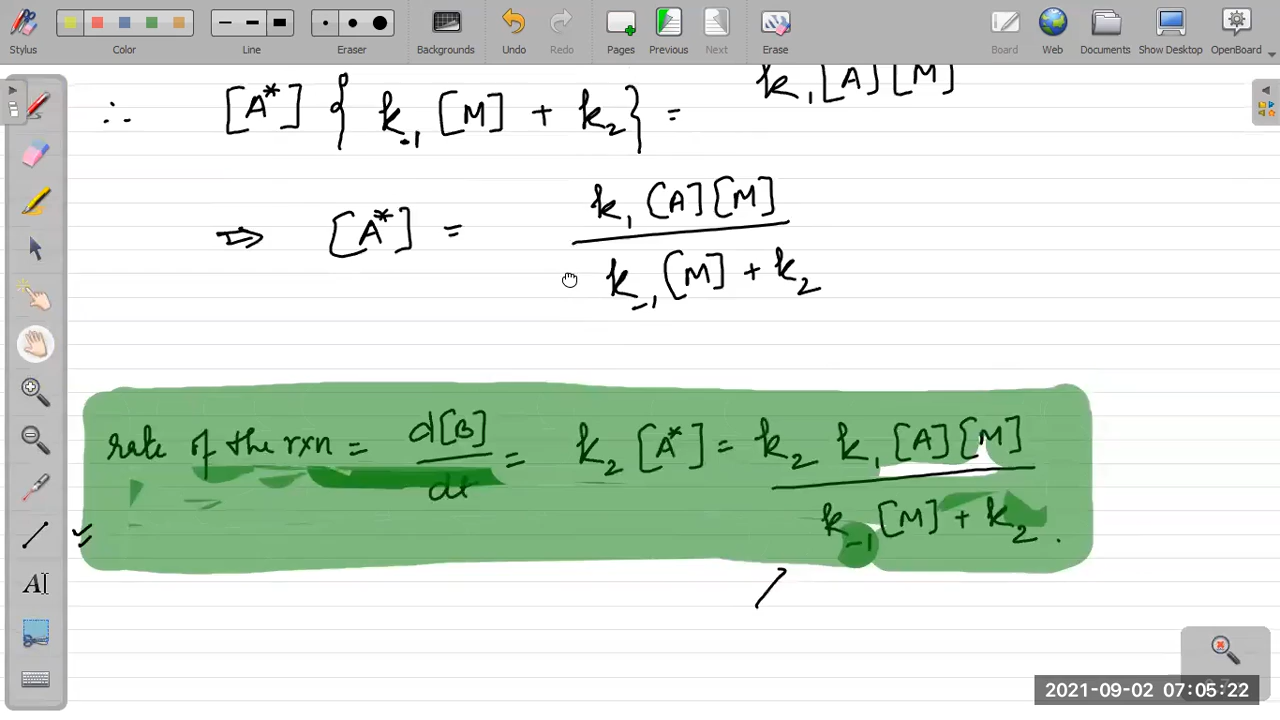 Stylus Color Line Eraser Backgrounds Undo Redo Pages Previous Next Erase Board Web Documents Show Desktop OpenBoard
k₁[A][M]
∴ [A*] { k₋₁ [M] + k₂ } =
⇒ [A*] = k₁ [A][M] / k₋₁ [M] + k₂
rate of the rxn = d[B]/dt = k₂ [A*] = k₂ k₁ [A][M] / k₋₁ [M] + k₂ .
2021-09-02 07:05:22